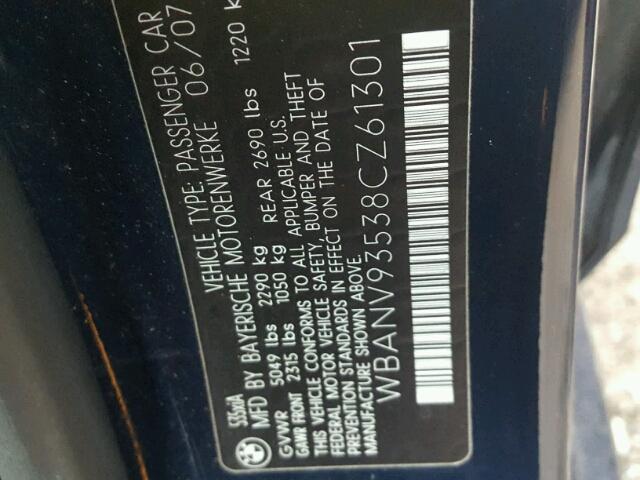 535xiA VEHICLE TYPE: PASSENGER CAR
MFD BY BAYERISCHE MOTORENWERKE 06/07
GVWR 5049 lbs 2290 kg REAR 2690 lbs 1220 K
GAWR FRONT 2315 lbs 1050 kg
THIS VEHICLE CONFORMS TO ALL APPLICABLE U.S.
FEDERAL MOTOR VEHICLE SAFETY, BUMPER AND THEFT
PREVENTION STANDARDS IN EFFECT ON THE DATE OF
MANUFACTURE SHOWN ABOVE.
WBANV93538CZ61301